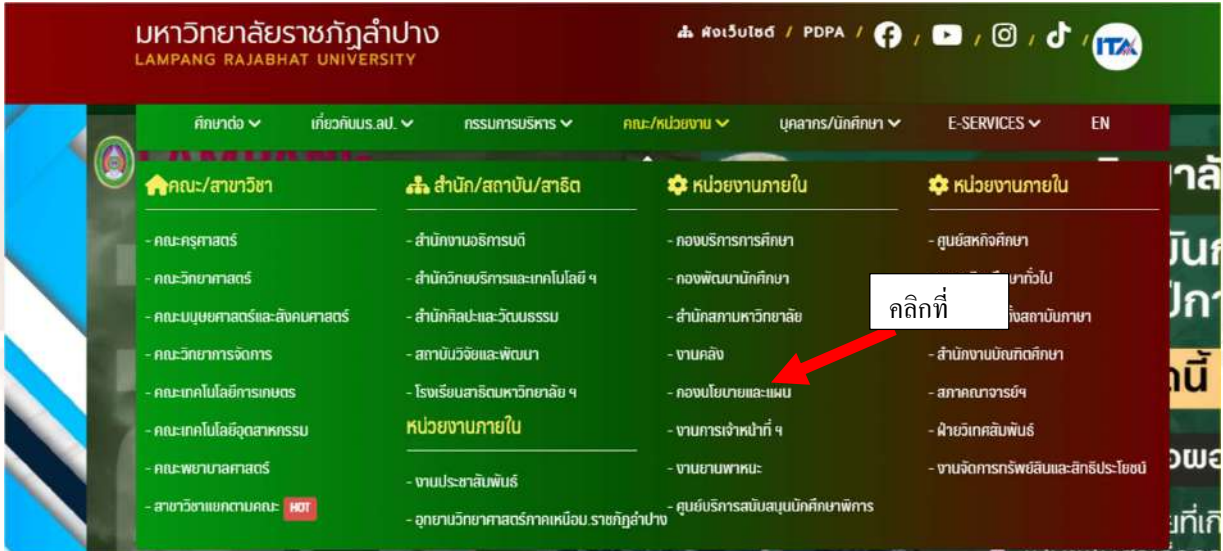 มหาวิทยาลัยราชภัฏลำปาง
LAMPANG RAJABHAT UNIVERSITY
ผังเว็บไซต์ / PDPA / , , , / ITA
ศึกษาต่อ เกี่ยวกับมร.ลป. กรรมการบริหาร คณะ/หน่วยงาน บุคลากร/นักศึกษา E-SERVICES EN
คณะ/สาขาวิชา
- คณะครุศาสตร์
- คณะวิทยาศาสตร์
- คณะมนุษยศาสตร์และสังคมศาสตร์
- คณะวิทยาการจัดการ
- คณะเทคโนโลยีการเกษตร
- คณะเทคโนโลยีอุตสาหกรรม
- คณะพยาบาลศาสตร์
- สาขาวิชาแยกตามคณะ HOT
สำนัก/สถาบัน/สาธิต
- สำนักงานอธิการบดี
- สำนักวิทยบริการและเทคโนโลยี ฯ
- สำนักศิลปะและวัฒนธรรม
- สถาบันวิจัยและพัฒนา
- โรงเรียนสาธิตมหาวิทยาลัย ฯ
หน่วยงานภายใน
- งานประชาสัมพันธ์
- อุทยานวิทยาศาสตร์ภาคเหนือม.ราชภัฏลำปาง
หน่วยงานภายใน
- กองบริการการศึกษา
- กองพัฒนานักศึกษา
- สำนักสภามหาวิทยาลัย
- งานคลัง
- กองนโยบายและแผน
- งานการเจ้าหน้าที่ ฯ
- งานยานพาหนะ
- ศูนย์บริการสนับสนุนนักศึกษาพิการ
คลิกที่
หน่วยงานภายใน
- ศูนย์สหกิจศึกษา
ษาทั่วไป
ั้งสถาบันภาษา
- สำนักงานบัณฑิตศึกษา
- สภาคณาจารย์ฯ
- ฝ่ายวิเทศสัมพันธ์
- งานจัดการทรัพย์สินและสิทธิประโยชน์